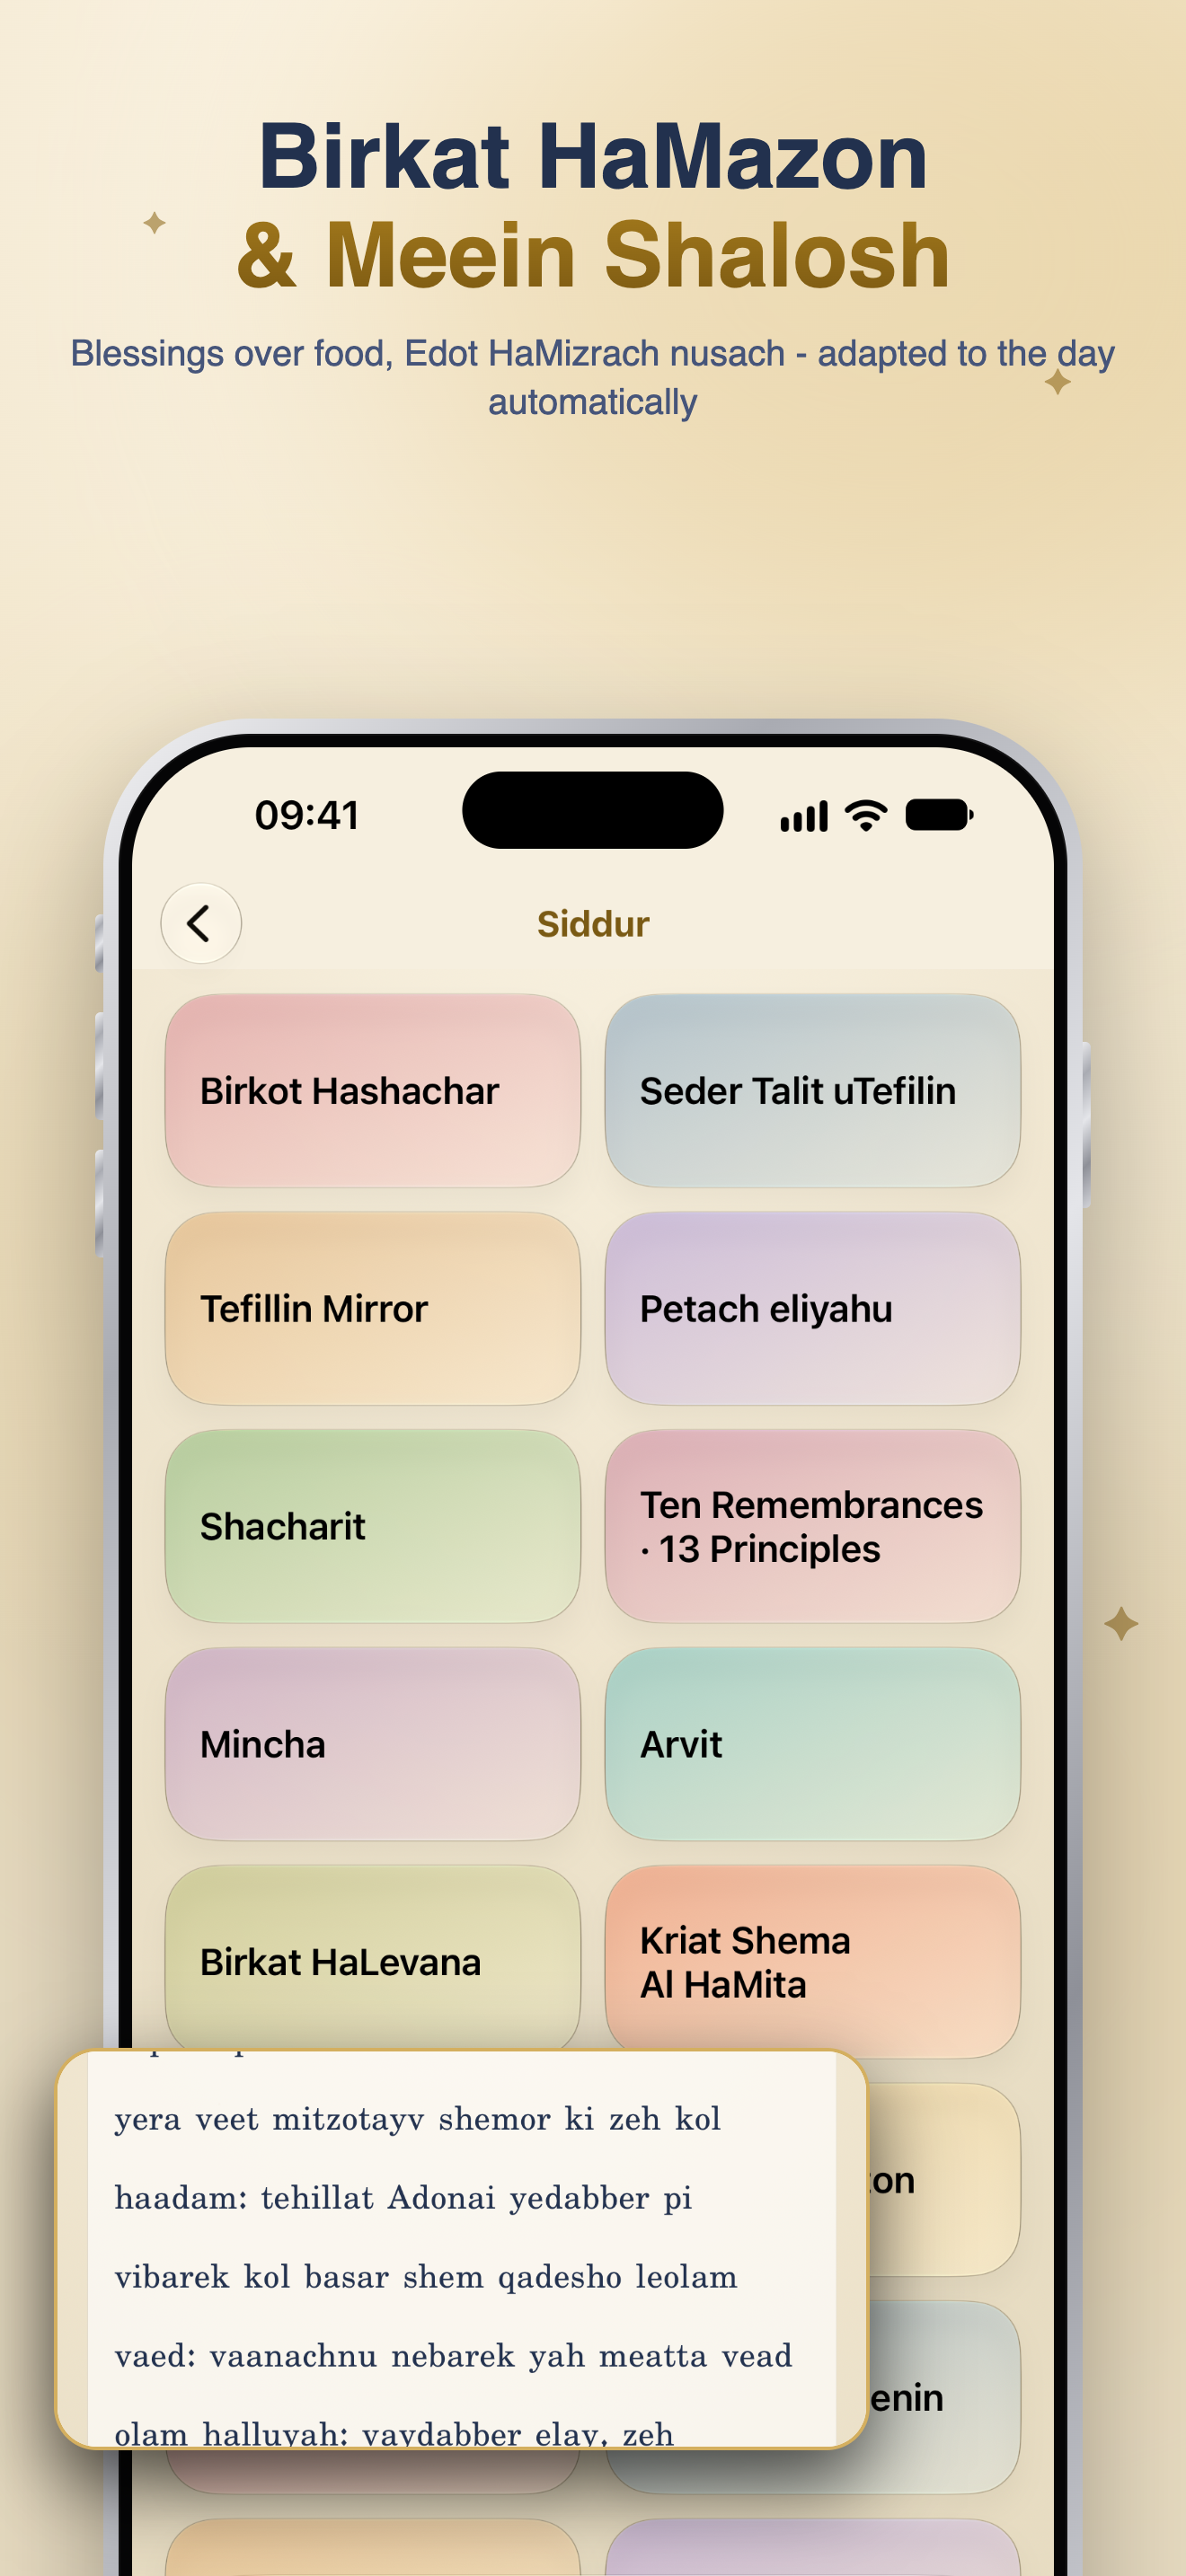 Birkat HaMazon
& Meein Shalosh
Blessings over food, Edot HaMizrach nusach - adapted to the day
automatically
09:41
Siddur
Birkot Hashachar
Seder Talit uTefilin
Tefillin Mirror
Petach eliyahu
Shacharit
Ten Remembrances
· 13 Principles
Mincha
Arvit
Birkat HaLevana
Kriat Shema
Al HaMita
yera veet mitzotayv shemor ki zeh kol
haadam: tehillat Adonai yedabber pi
vibarek kol basar shem qadesho leolam
vaed: vaanachnu nebarek yah meatta vead
olam halluyah: vaydabber elay, zeh